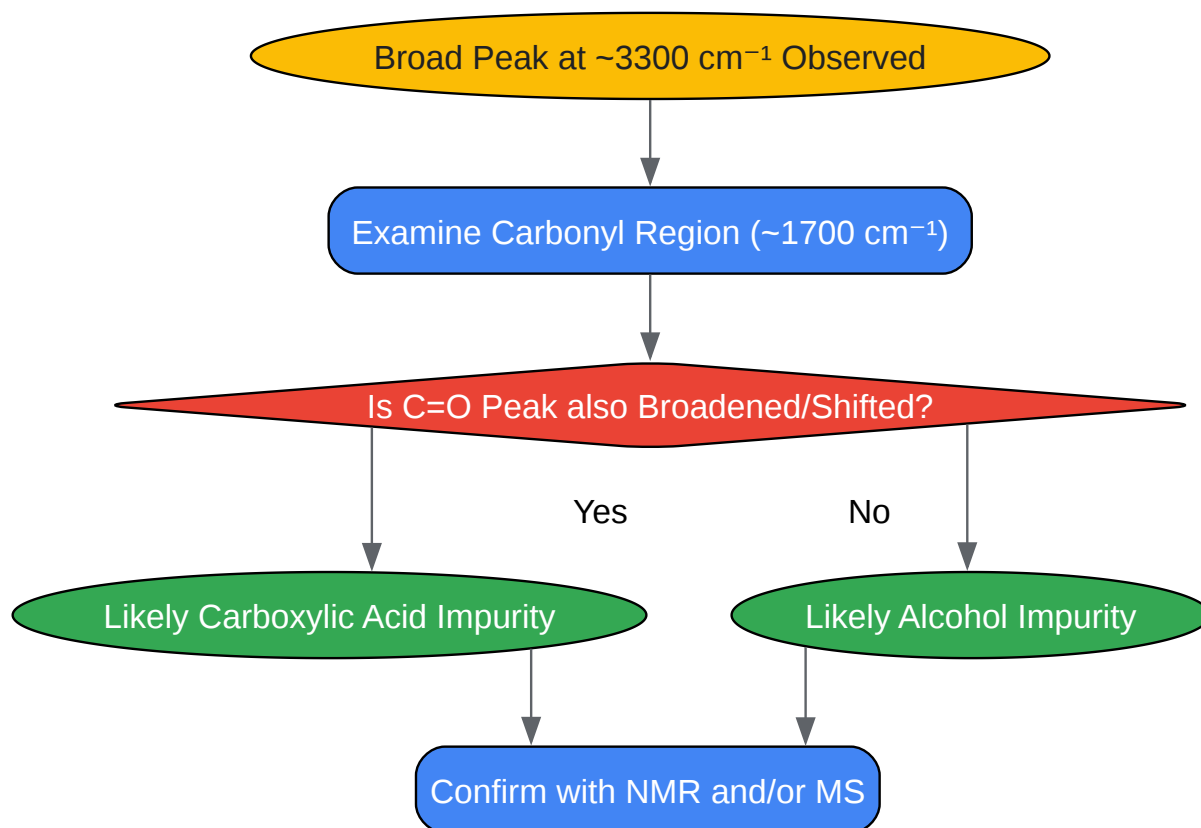 Broad Peak at ~3300 cm⁻¹ Observed
Examine Carbonyl Region (~1700 cm⁻¹)
Is C=O Peak also Broadened/Shifted?
Yes
No
Likely Carboxylic Acid Impurity
Likely Alcohol Impurity
Confirm with NMR and/or MS